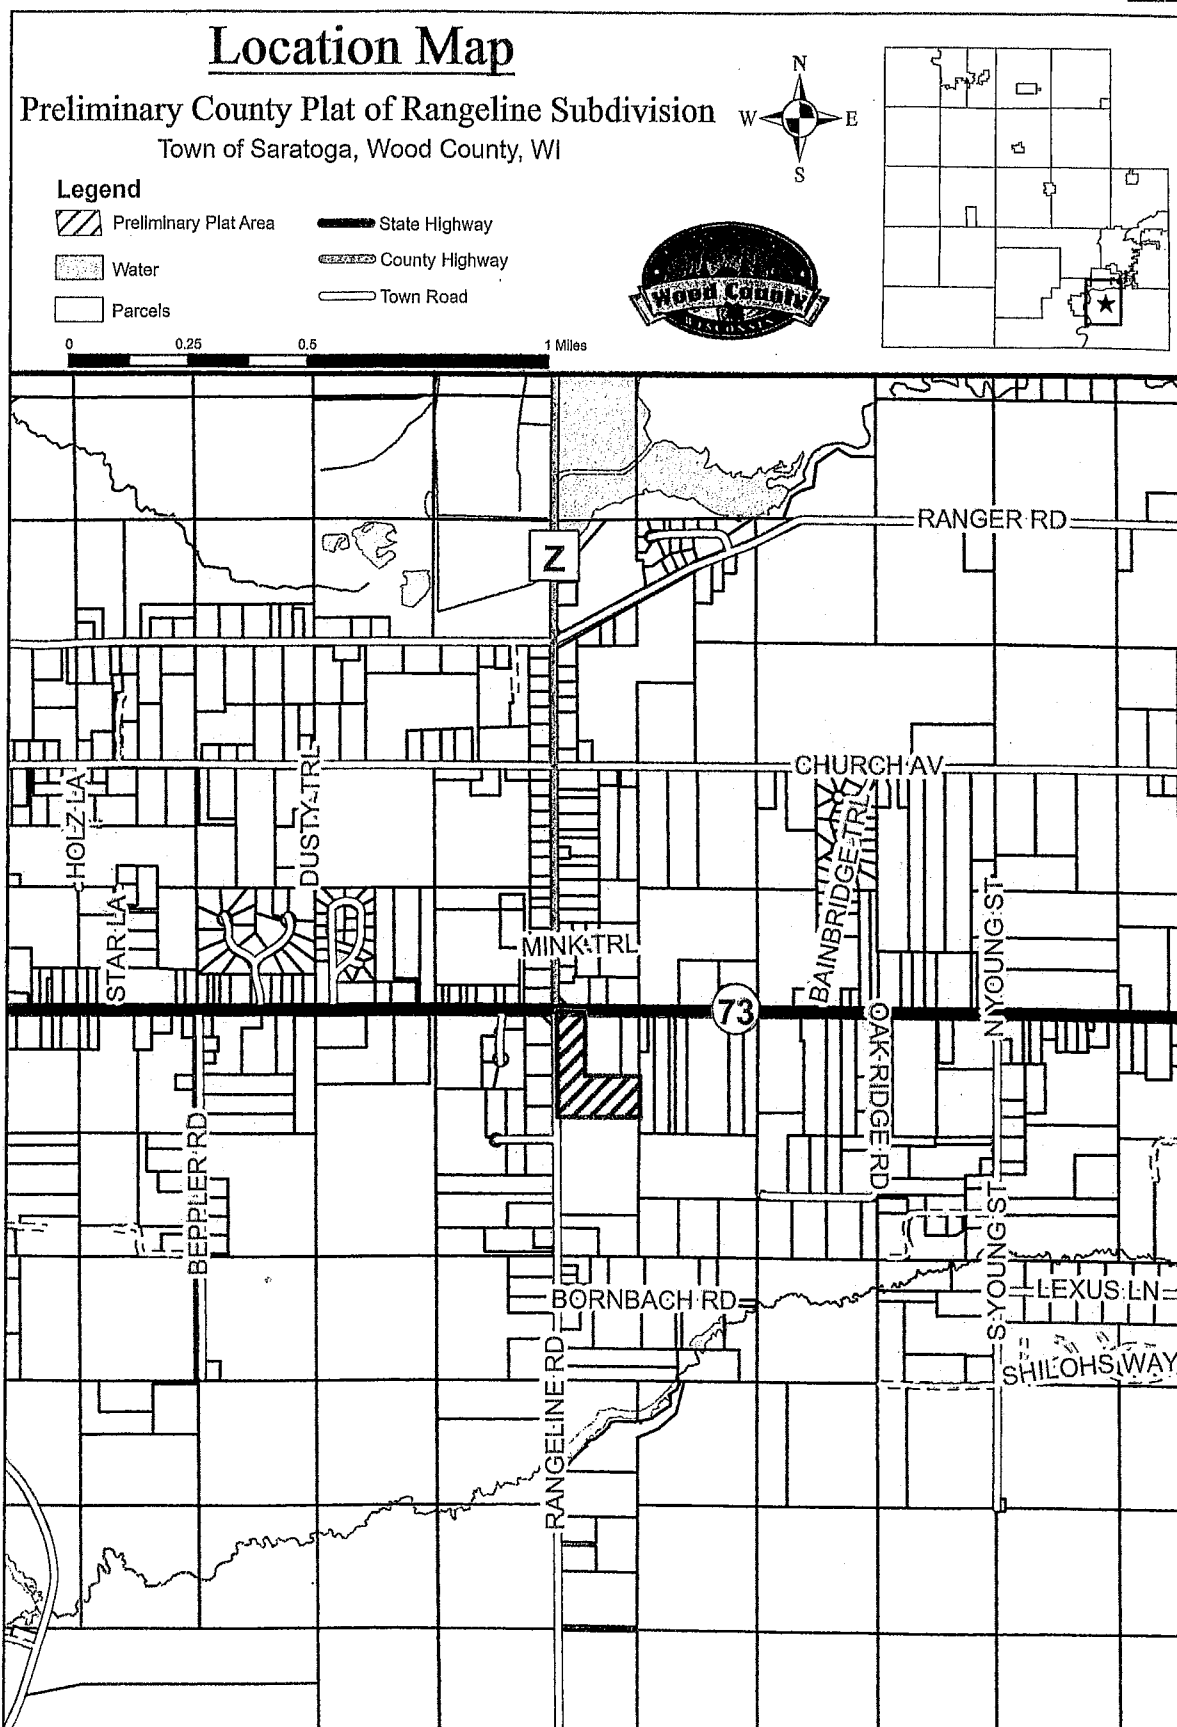 Location Map
Preliminary County Plat of Rangeline Subdivision
Town of Saratoga, Wood County, WI
N
W E
S
Legend
Preliminary Plat Area
State Highway
Water
County Highway
Parcels
Town Road
Wood County
WISCONSIN
0 0.25 0.5 1 Miles
RANGER RD
Z
CHURCH AV
HOLZ LA
DUSTY TRL
BAINBRIDGE TRL
STAR LA
MINK TRL
N YOUNG ST
73
OAK RIDGE RD
BEPPLER RD
S YOUNG ST
BORNBACH RD
LEXUS LN
RANGELINE RD
SHILOHS WAY